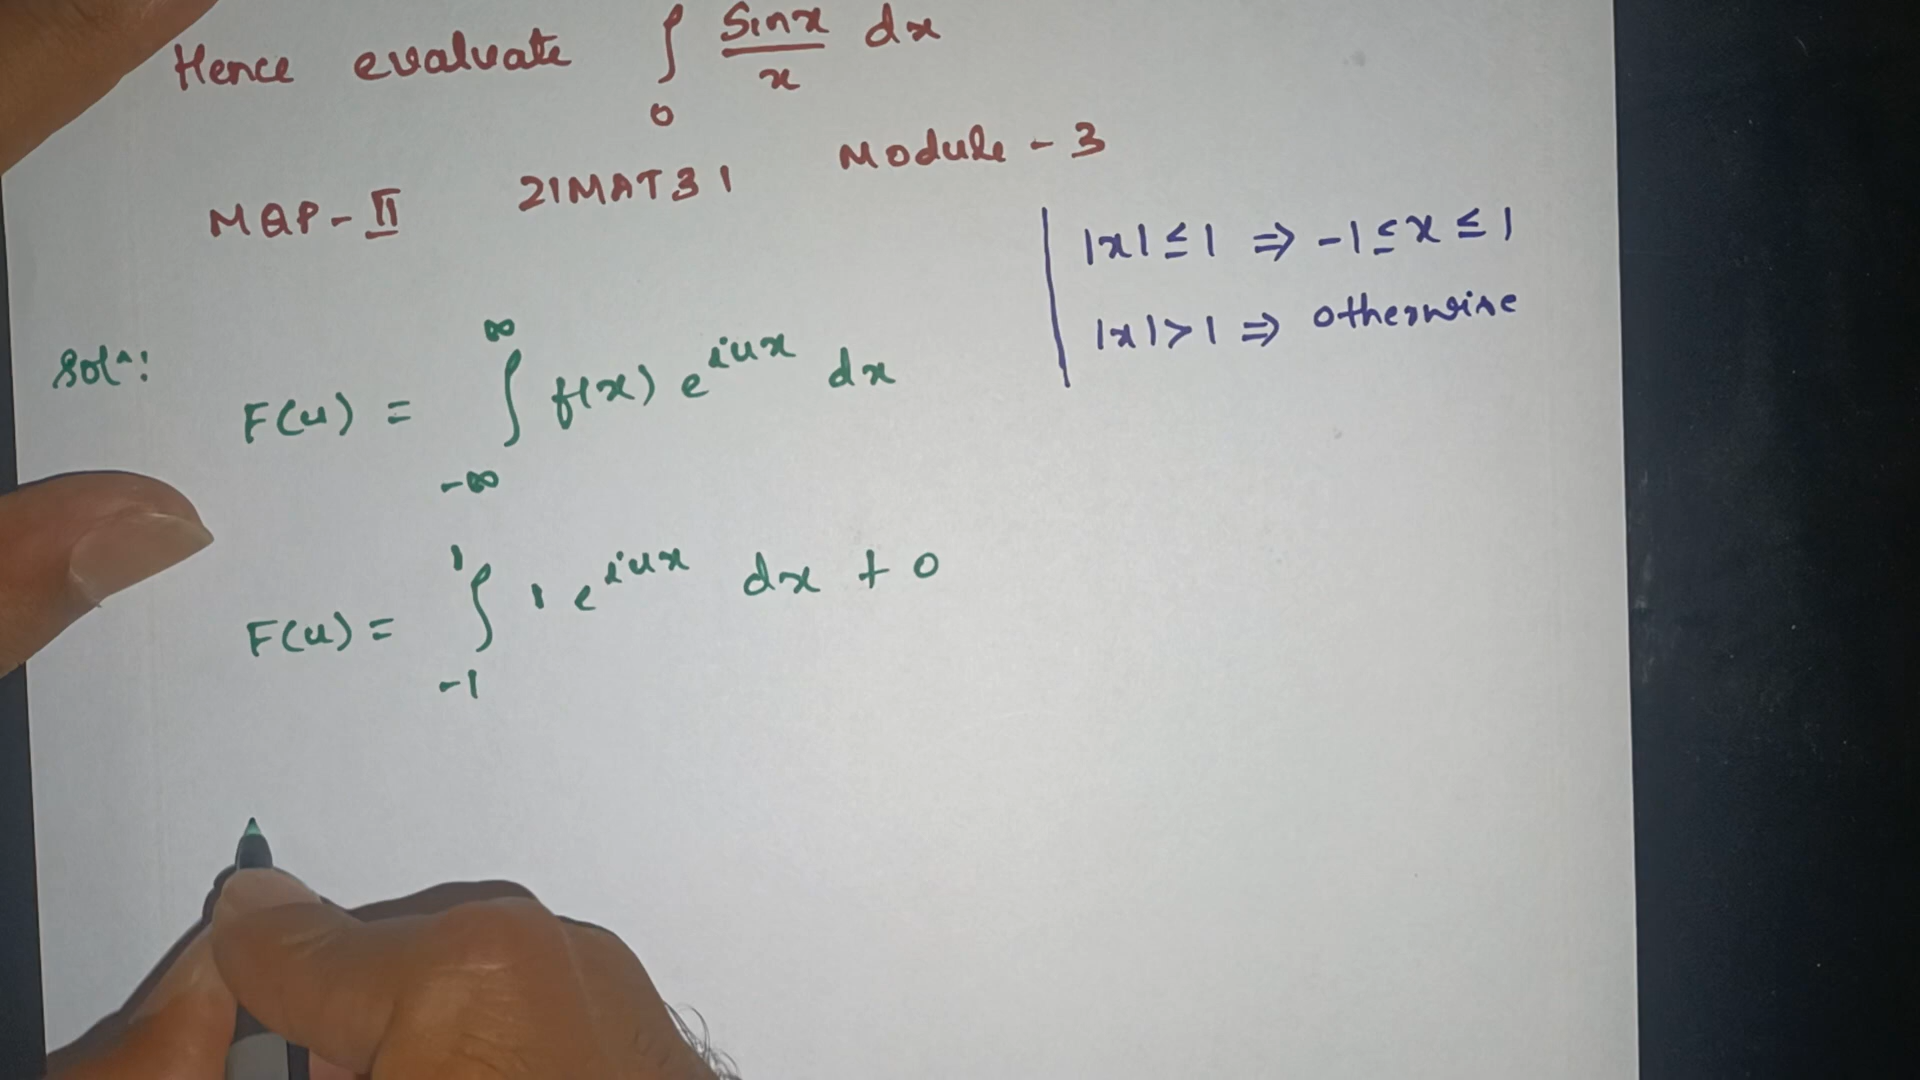 Hence evaluate ∫₀ sinx/x dx
MQP-II 21MAT31 Module-3
|x| ≤ 1 ⇒ -1 ≤ x ≤ 1
|x| > 1 ⇒ otherwise
Solⁿ:
F(u) = ∫_{-∞}^{∞} f(x) e^{iux} dx
F(u) = ∫_{-1}^{1} 1 e^{iux} dx + 0